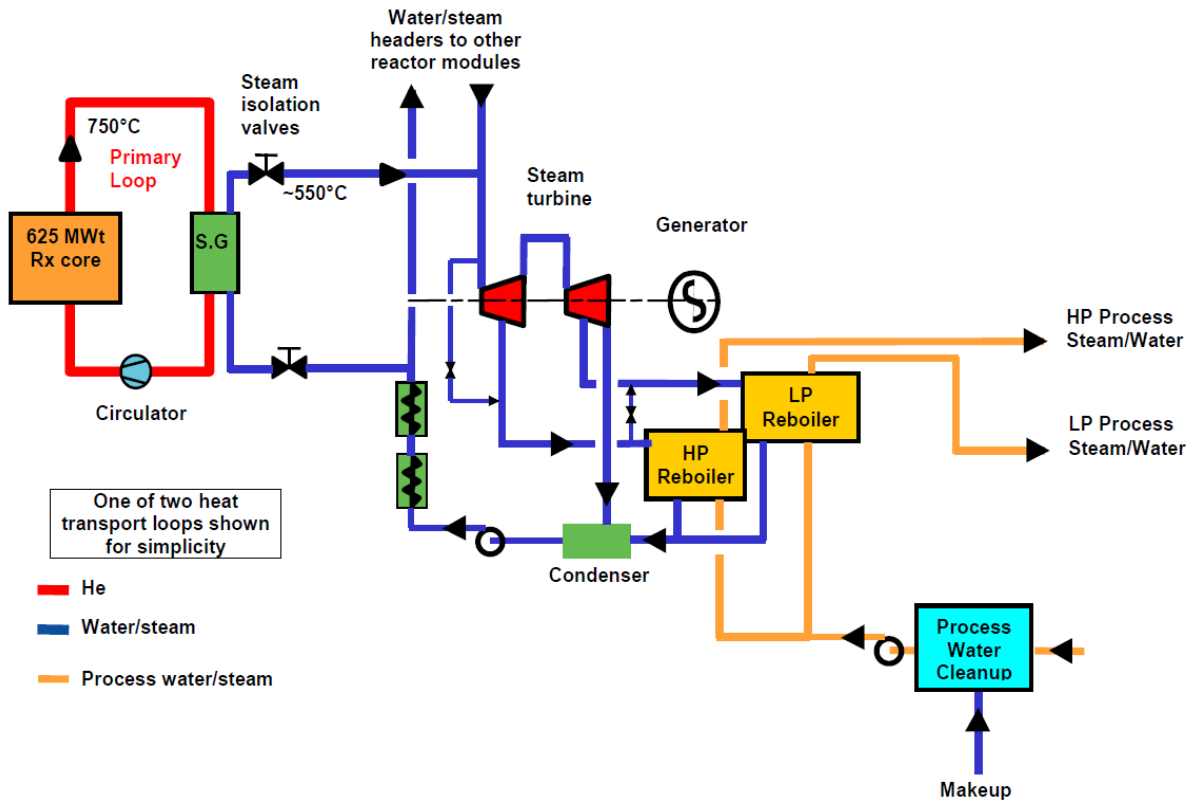 Water/steam
headers to other
reactor modules
Steam
isolation
valves
750°C
Primary
Loop
~550°C
Steam
turbine
Generator
625 MWt
Rx core
S.G
HP Process
Steam/Water
LP
Reboiler
LP Process
Steam/Water
Circulator
HP
Reboiler
One of two heat
transport loops shown
for simplicity
Condenser
He
Water/steam
Process water/steam
Process
Water
Cleanup
Makeup